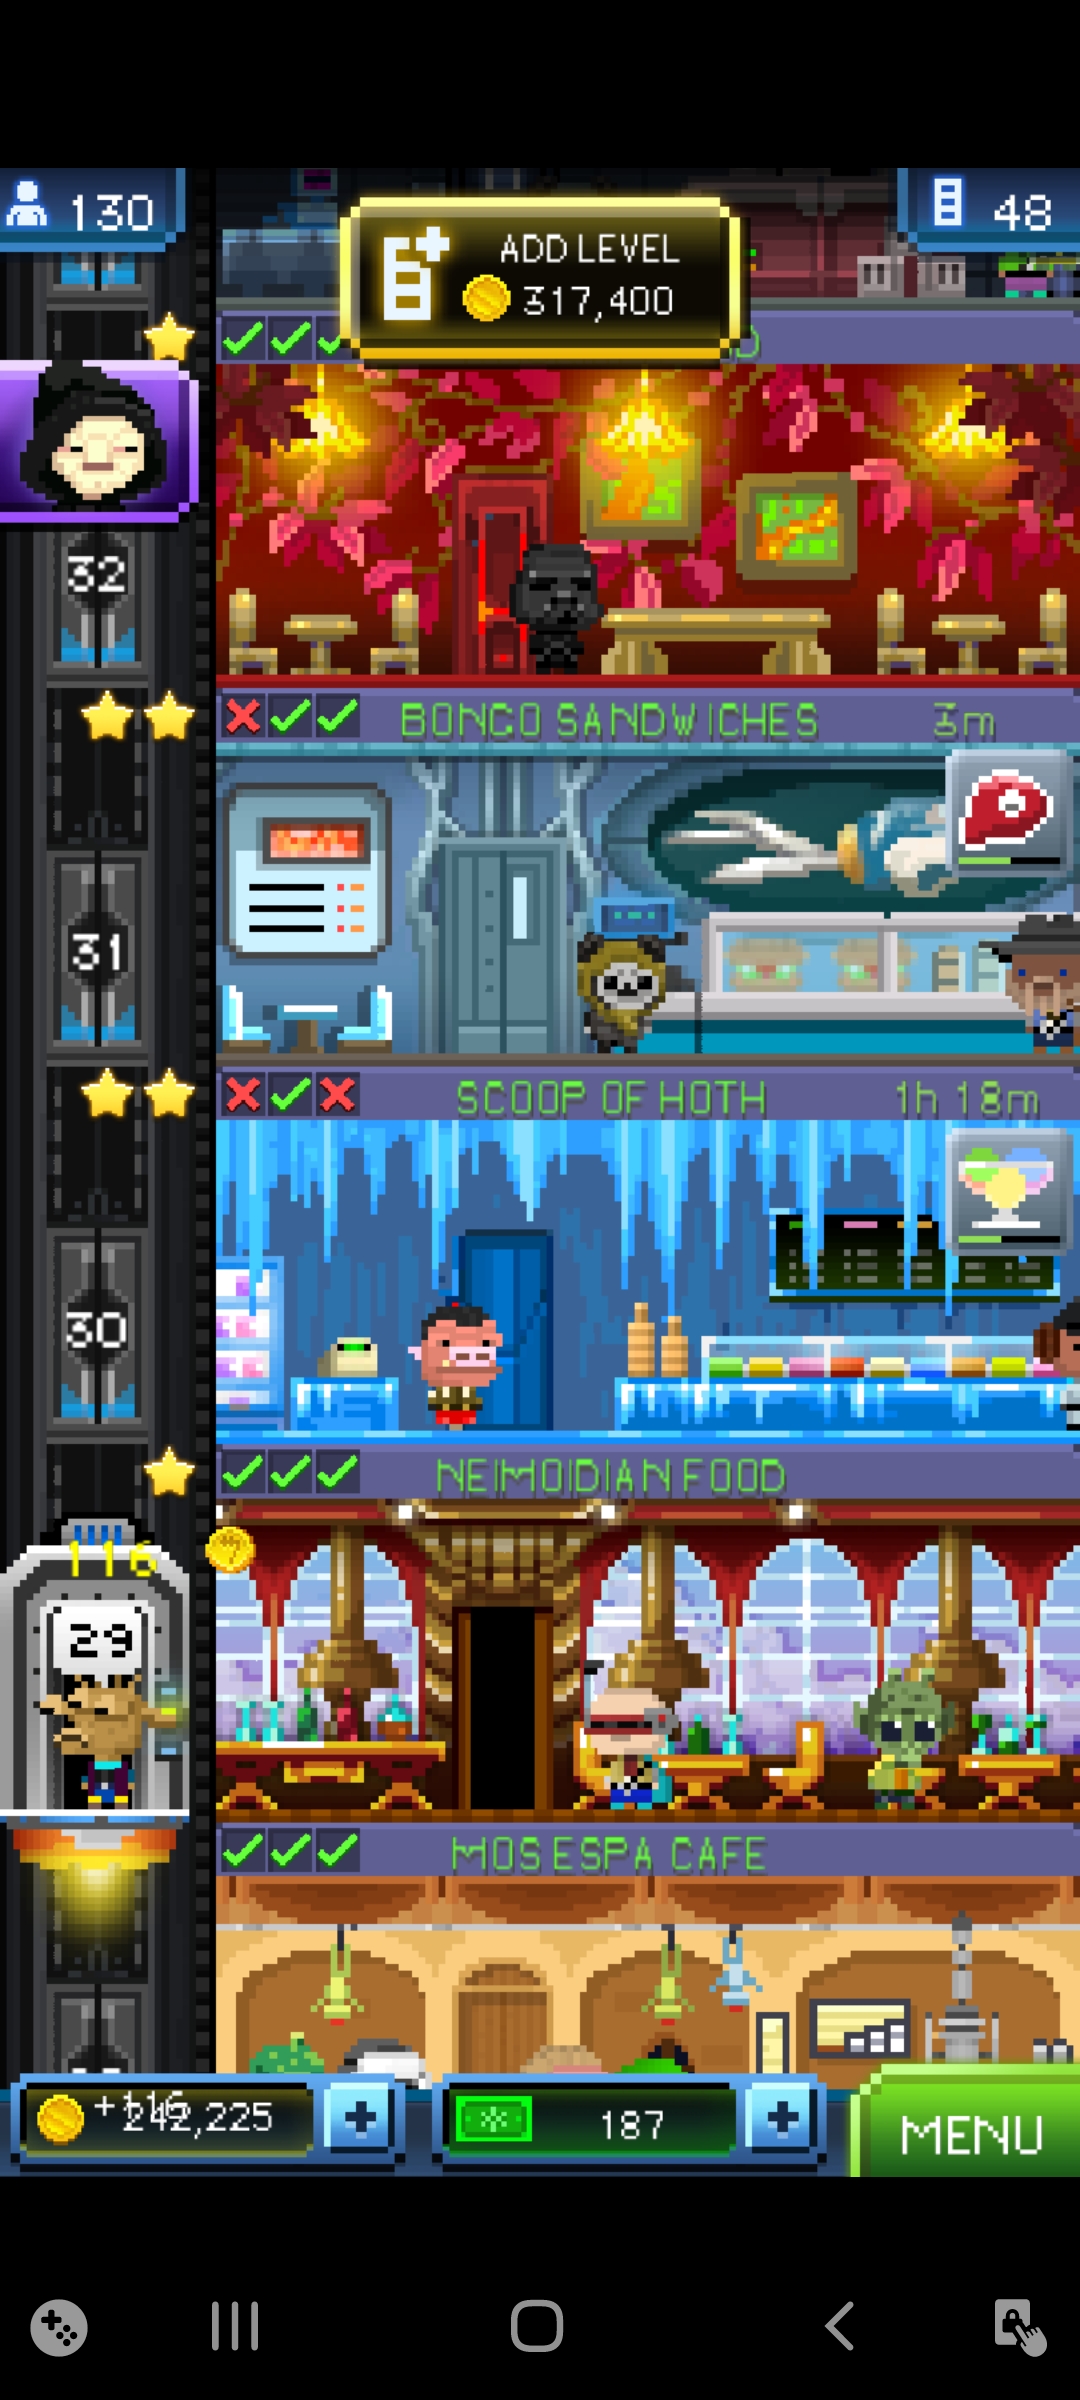 130
48
ADD LEVEL
317,400
32
BONGO SANDWICHES 3m
31
SCOOP OF HOTH 1h 18m
30
NEIMOIDIAN FOOD
116
29
MOS ESPA CAFE
+116
242,225
187
MENU